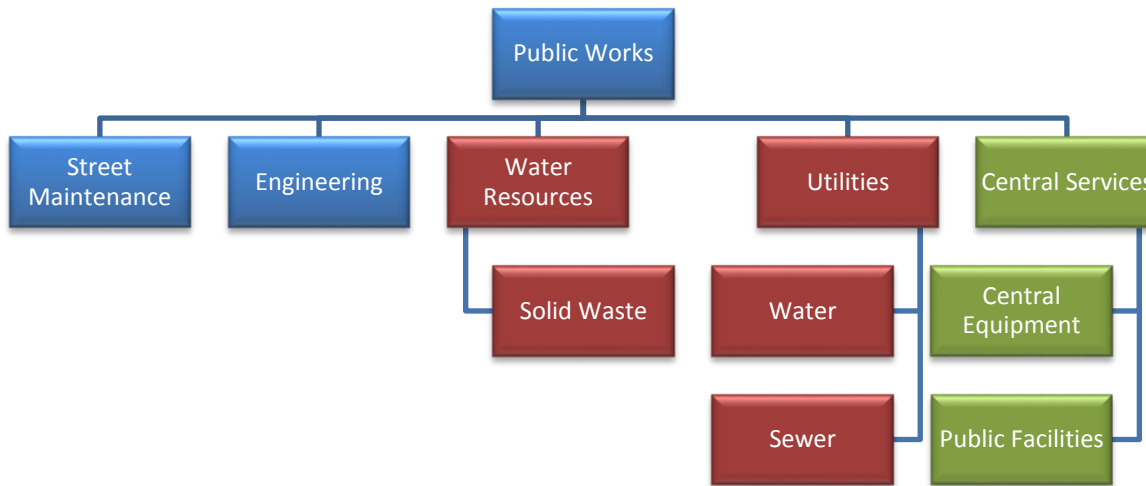 Public Works
Street
Maintenance
Engineering
Water
Resources
Utilities
Central Services
Solid Waste
Water
Central
Equipment
Sewer
Public Facilities